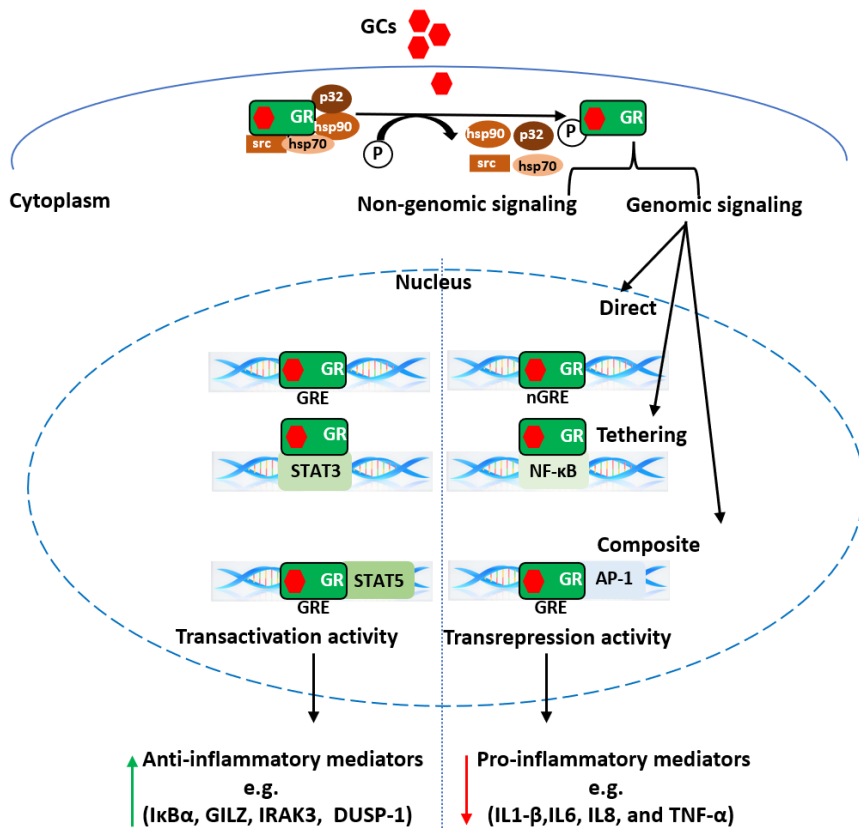 GCs
p32
GR
hsp90
src
hsp70
P
hsp90
p32
src
hsp70
P
GR
Cytoplasm
Non-genomic signaling
Genomic signaling
Nucleus
Direct
GR
GRE
GR
nGRE
GR
STAT3
GR
NF-κB
Tethering
Composite
GR
STAT5
GRE
GR
AP-1
GRE
Transactivation activity
Transrepression activity
Anti-inflammatory mediators
e.g.
(IκBα, GILZ, IRAK3, DUSP-1)
Pro-inflammatory mediators
e.g.
(IL1-β,IL6, IL8, and TNF-α)